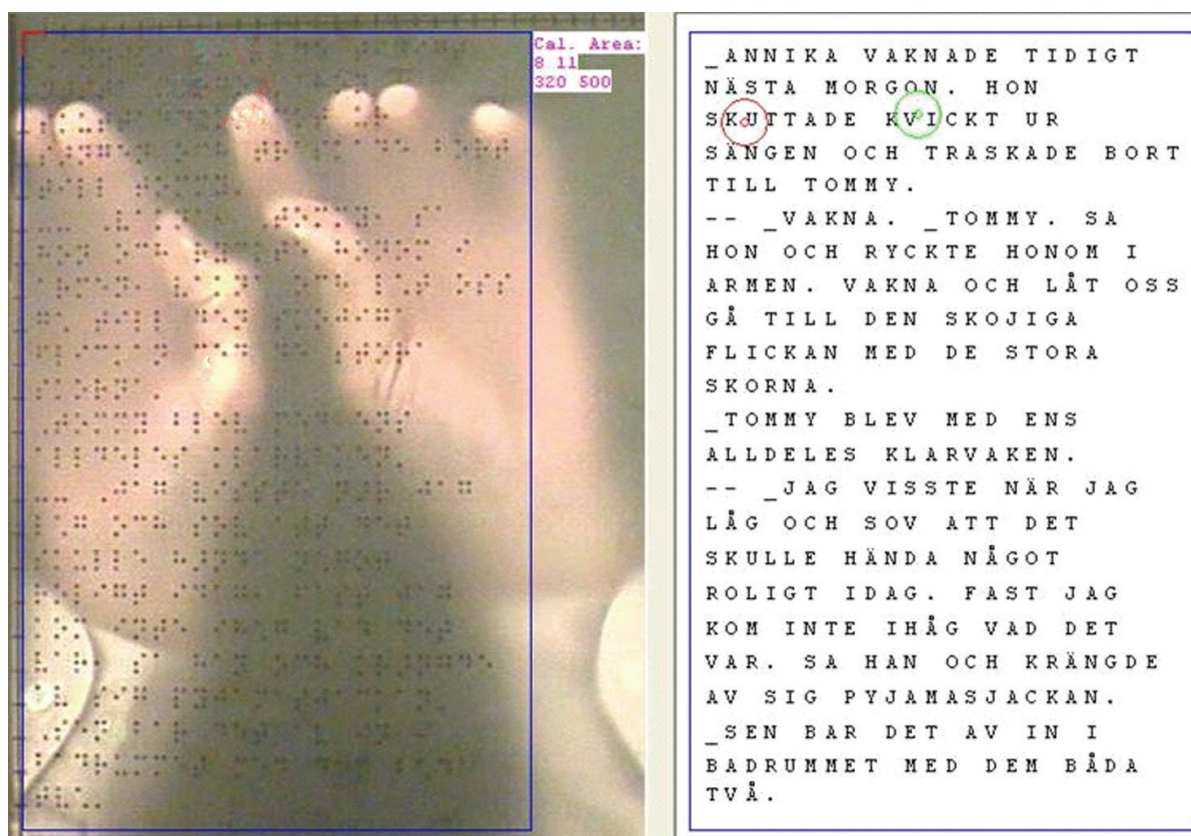 Cal. Area:
8 11
320 500
_ANNIKA VAKNADE TIDIGT
NÄSTA MORGON. HON
SKUTTADE KVICKT UR
SÄNGEN OCH TRASKADE BORT
TILL TOMMY.
-- _VAKNA. _TOMMY. SA
HON OCH RYCKTE HONOM I
ARMEN. VAKNA OCH LÅT OSS
GÅ TILL DEN SKOJIGA
FLICKAN MED DE STORA
SKORNA.
_TOMMY BLEV MED ENS
ALLDELES KLARVAKEN.
-- _JAG VISSTE NÄR JAG
LÅG OCH SOV ATT DET
SKULLE HÄNDA NÅGOT
ROLIGT IDAG. FAST JAG
KOM INTE IHÅG VAD DET
VAR. SA HAN OCH KRÄNGDE
AV SIG PYJAMASJACKAN.
_SEN BAR DET AV IN I
BADRUMMET MED DEM BÅDA
TVÅ.